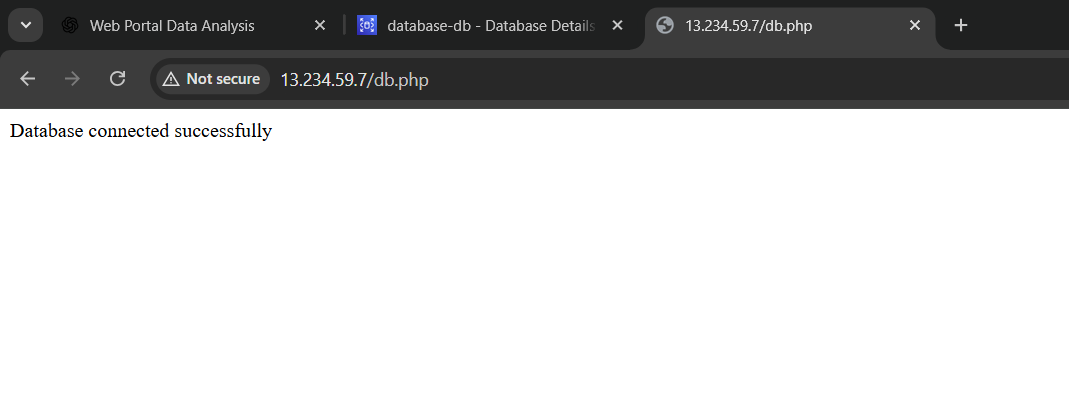 Web Portal Data Analysis
database-db - Database Details
13.234.59.7/db.php
Not secure
13.234.59.7/db.php
Database connected successfully